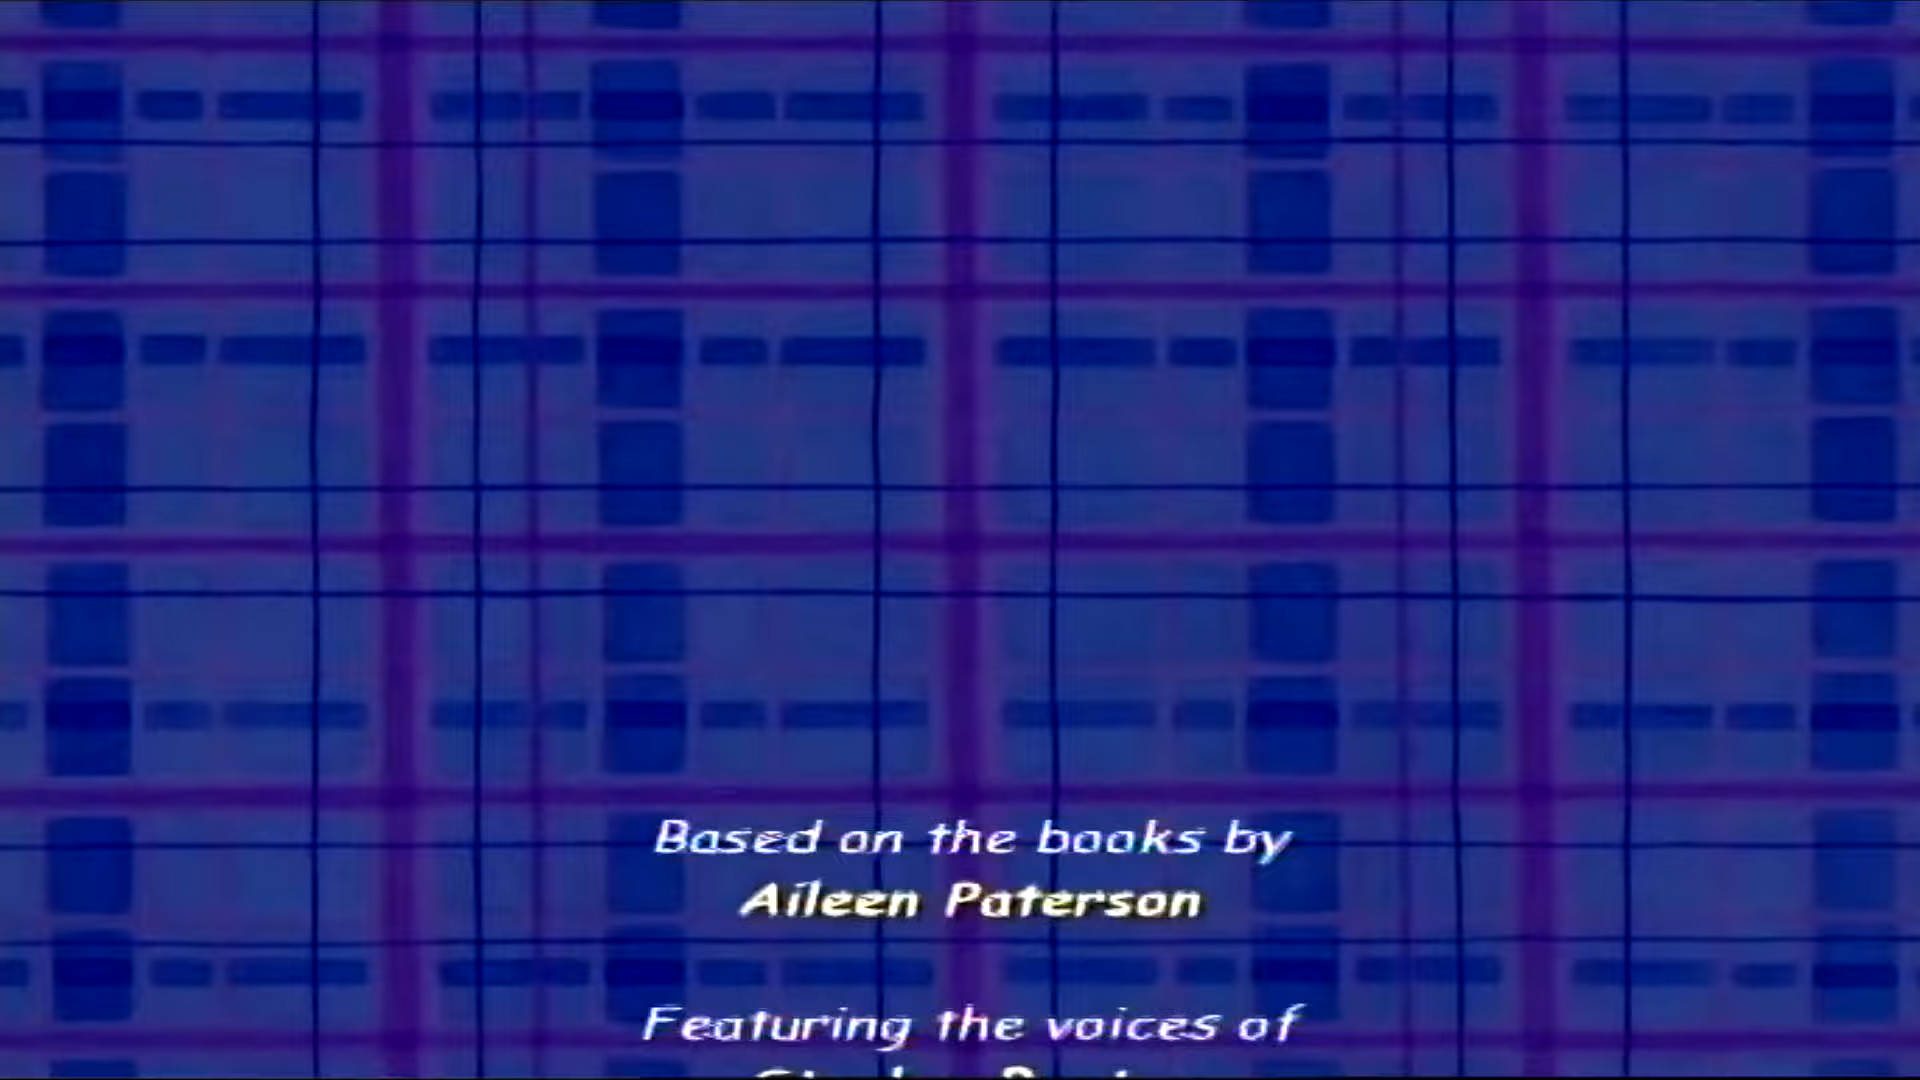 Based on the books by
Aileen Paterson
Featuring the voices of